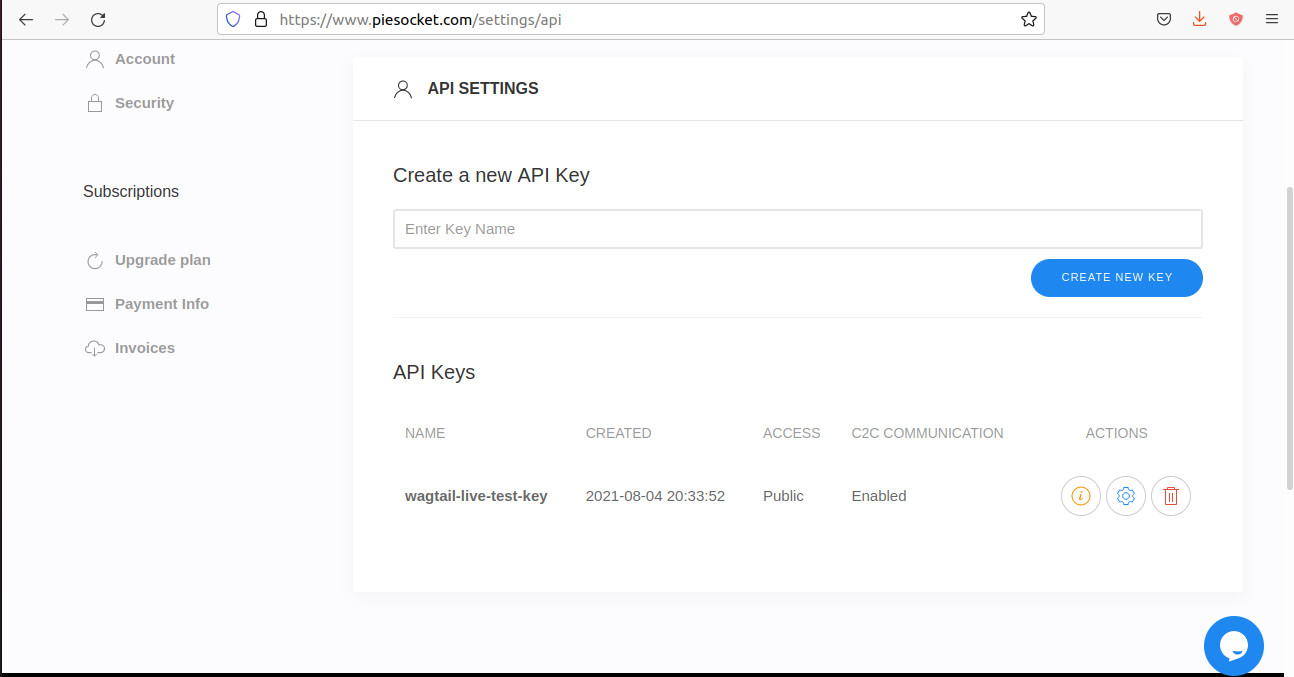 https://www.piesocket.com/settings/api
Account
Security
Subscriptions
Upgrade plan
Payment Info
Invoices
API SETTINGS
Create a new API Key
Enter Key Name
CREATE NEW KEY
API Keys
NAME CREATED ACCESS C2C COMMUNICATION ACTIONS
wagtail-live-test-key 2021-08-04 20:33:52 Public Enabled